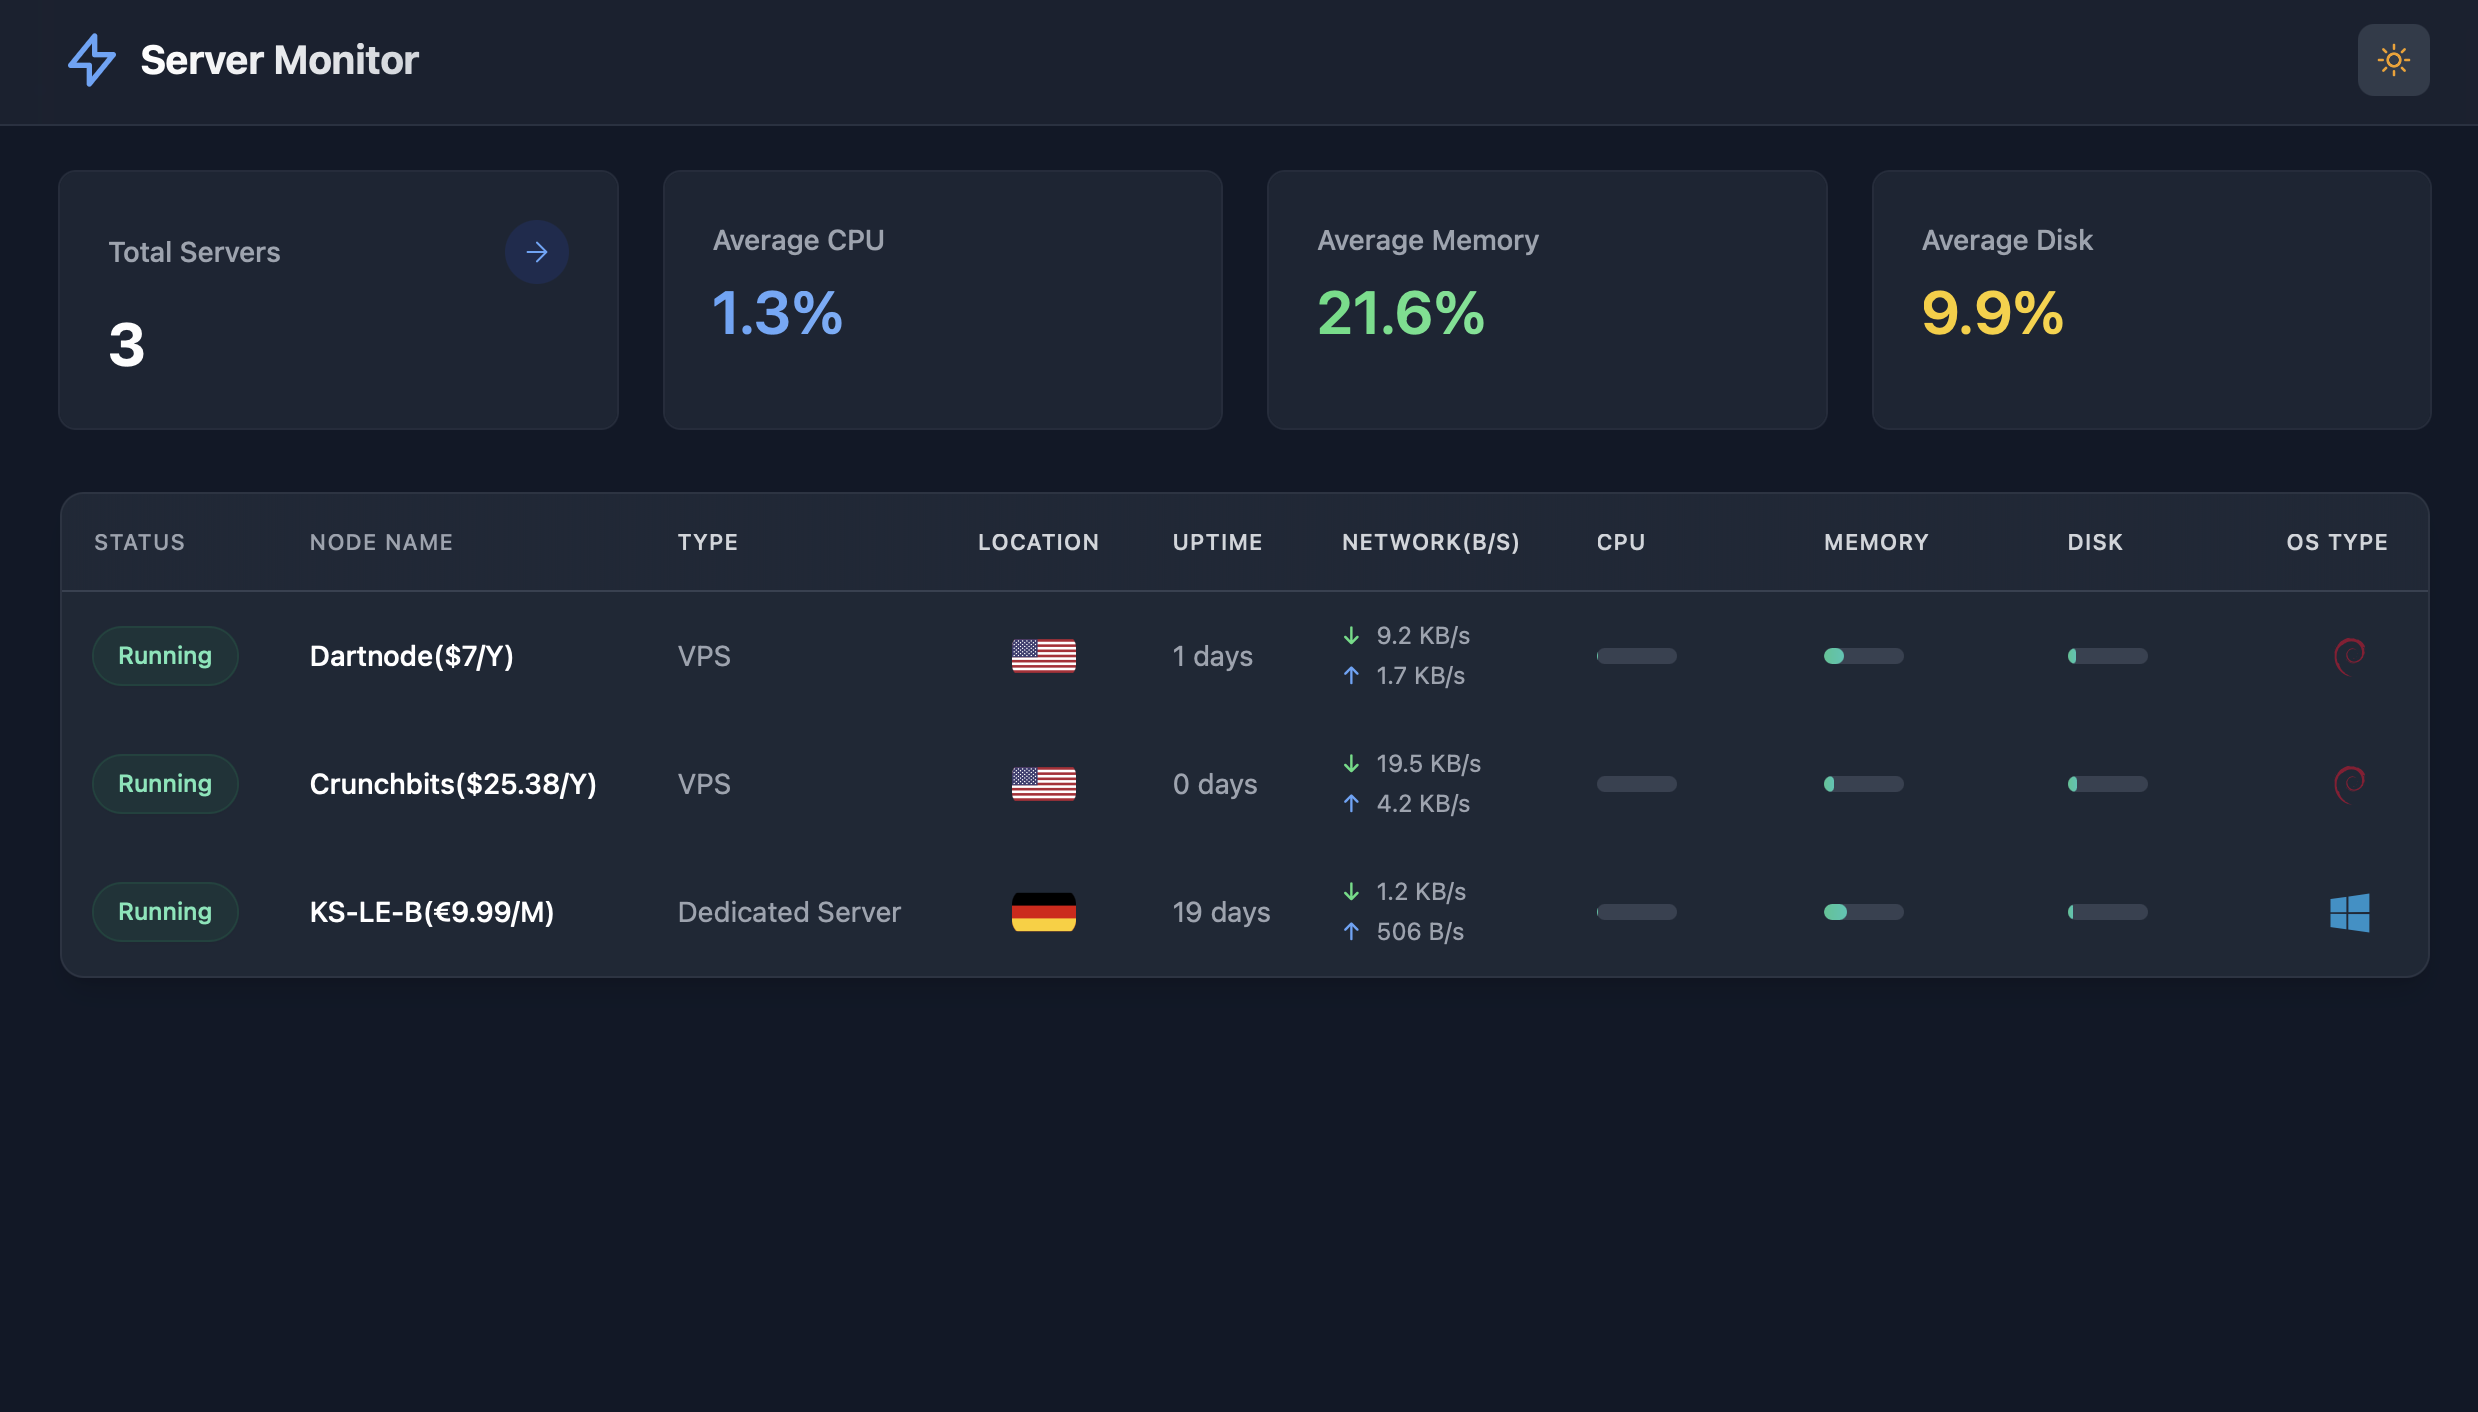 Server Monitor
Total Servers
3
Average CPU
1.3%
Average Memory
21.6%
Average Disk
9.9%
STATUS NODE NAME TYPE LOCATION UPTIME NETWORK(B/S) CPU MEMORY DISK OS TYPE
Running Dartnode($7/Y) VPS 1 days ↓ 9.2 KB/s
↑ 1.7 KB/s
Running Crunchbits($25.38/Y) VPS 0 days ↓ 19.5 KB/s
↑ 4.2 KB/s
Running KS-LE-B(€9.99/M) Dedicated Server 19 days ↓ 1.2 KB/s
↑ 506 B/s